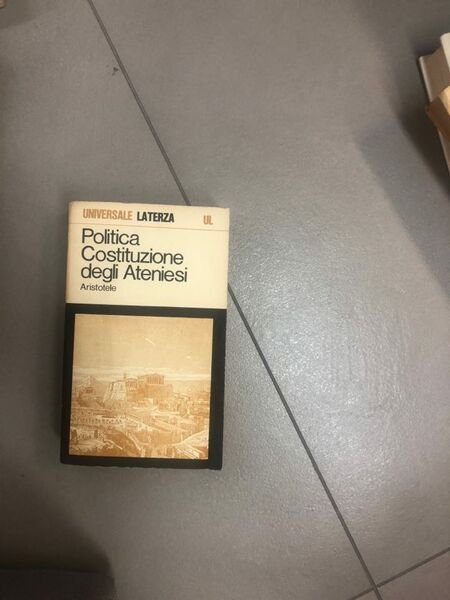 UNIVERSALE LATERZA UL
Politica
Costituzione
degli Ateniesi
Aristotele